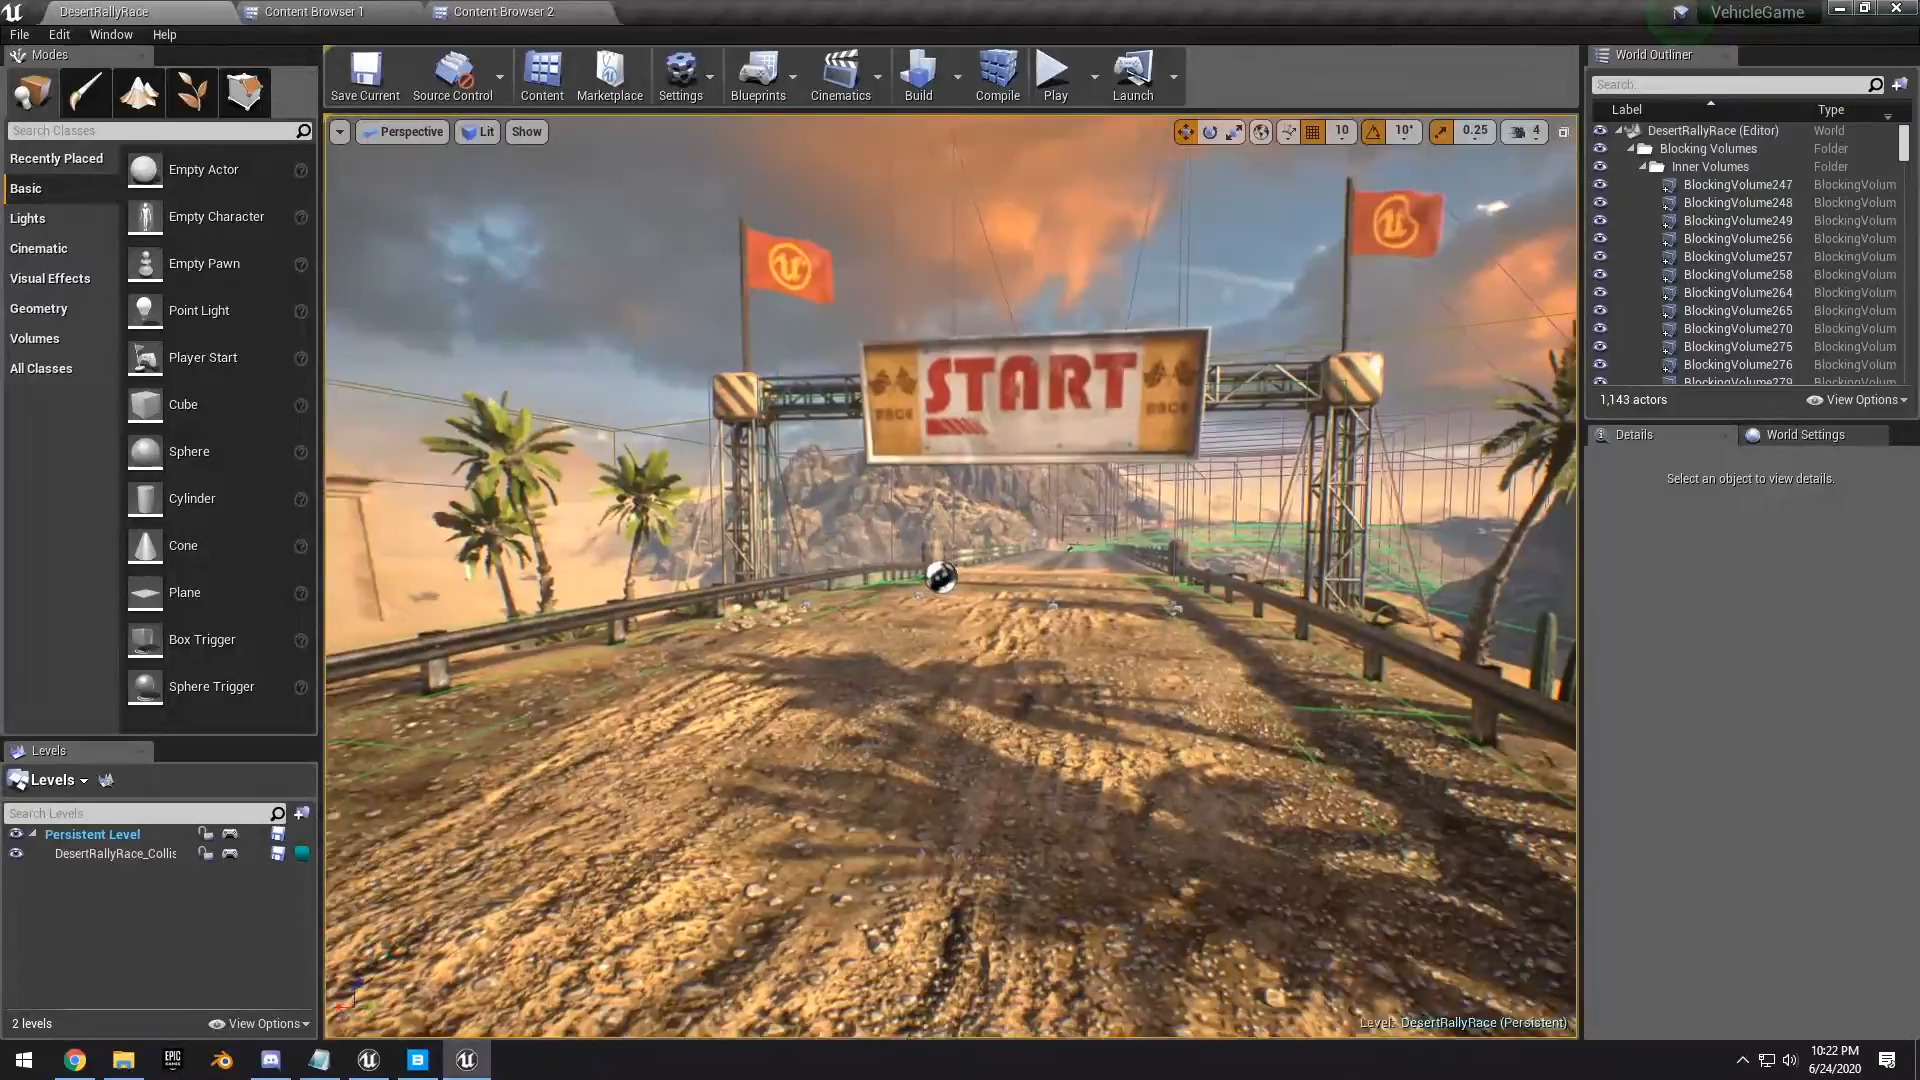 DesertRallyRace
Content Browser 1
Content Browser 2
VehicleGame
File Edit Window Help
Modes
Save Current
Source Control
Content
Marketplace
Settings
Blueprints
Cinematics
Build
Compile
Play
Launch
Search Classes
Recently Placed
Basic
Lights
Cinematic
Visual Effects
Geometry
Volumes
All Classes
Empty Actor
Empty Character
Empty Pawn
Point Light
Player Start
Cube
Sphere
Cylinder
Cone
Plane
Box Trigger
Sphere Trigger
Perspective
Lit
Show
10
10°
0.25
4
RACE
START
RACE
Level: DesertRallyRace (Persistent)
Levels
Levels
Search Levels
Persistent Level
DesertRallyRace_Collis
2 levels
View Options
World Outliner
Search...
Label Type
DesertRallyRace (Editor) World
Blocking Volumes Folder
Inner Volumes Folder
BlockingVolume247 BlockingVolum
BlockingVolume248 BlockingVolum
BlockingVolume249 BlockingVolum
BlockingVolume256 BlockingVolum
BlockingVolume257 BlockingVolum
BlockingVolume258 BlockingVolum
BlockingVolume264 BlockingVolum
BlockingVolume265 BlockingVolum
BlockingVolume270 BlockingVolum
BlockingVolume275 BlockingVolum
BlockingVolume276 BlockingVolum
BlockingVolume279 BlockingVolum
1,143 actors
View Options
Details
World Settings
Select an object to view details.
EPIC
GAMES
B
10:22 PM
6/24/2020